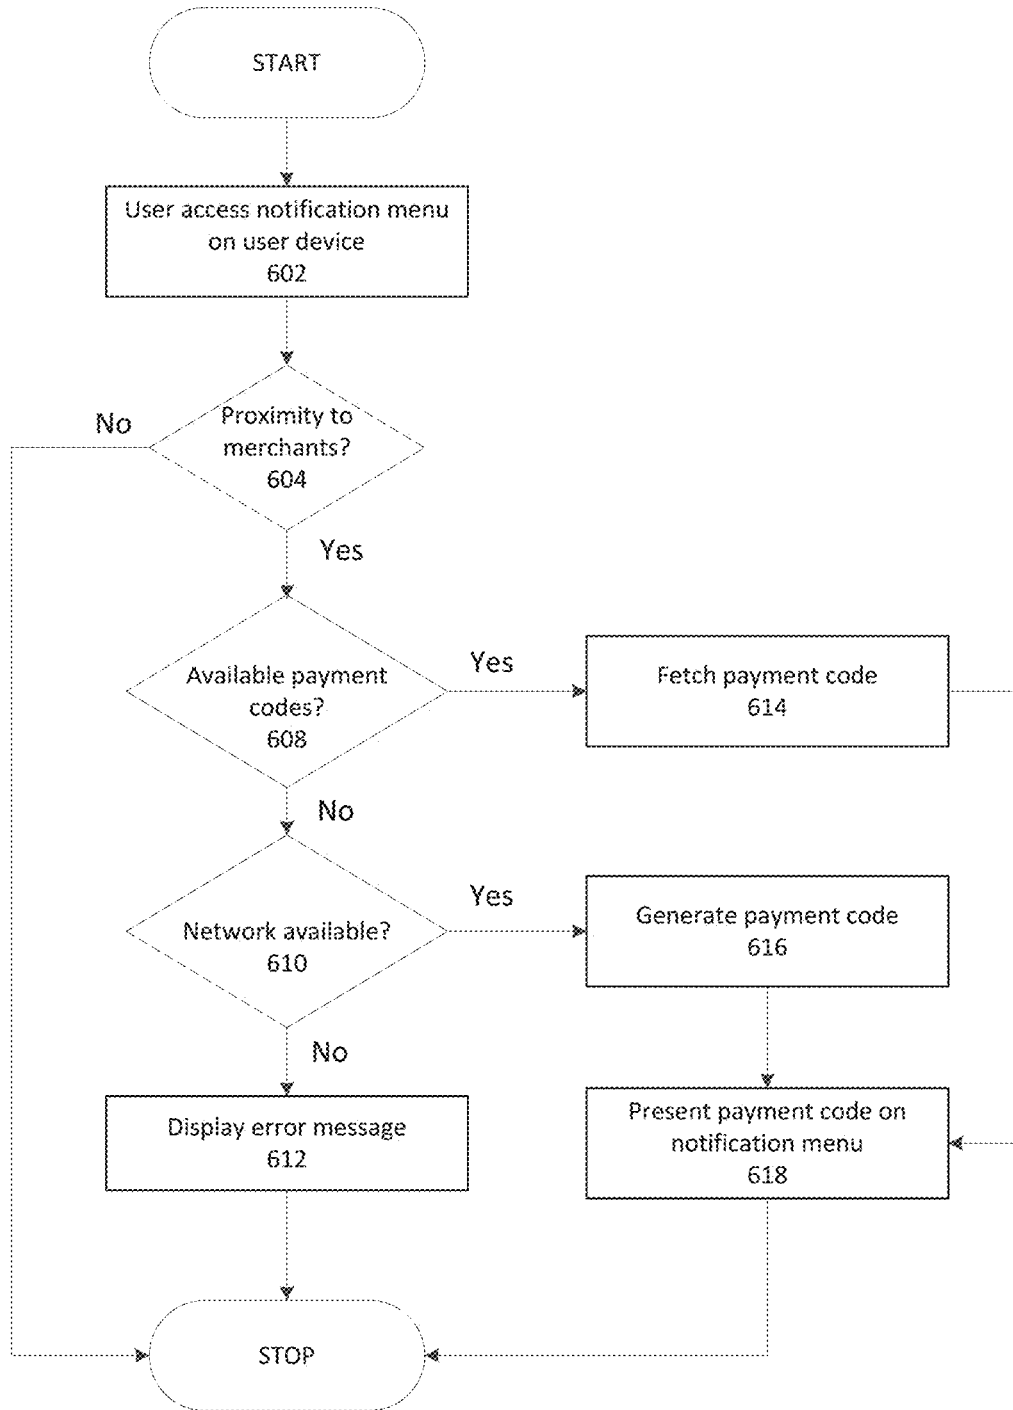 START
User access notification menu
on user device
602
No
Proximity to
merchants?
604
Yes
Available payment
codes?
608
Yes
Fetch payment code
614
No
Network available?
610
Yes
Generate payment code
616
No
Display error message
612
Present payment code on
notification menu
618
STOP